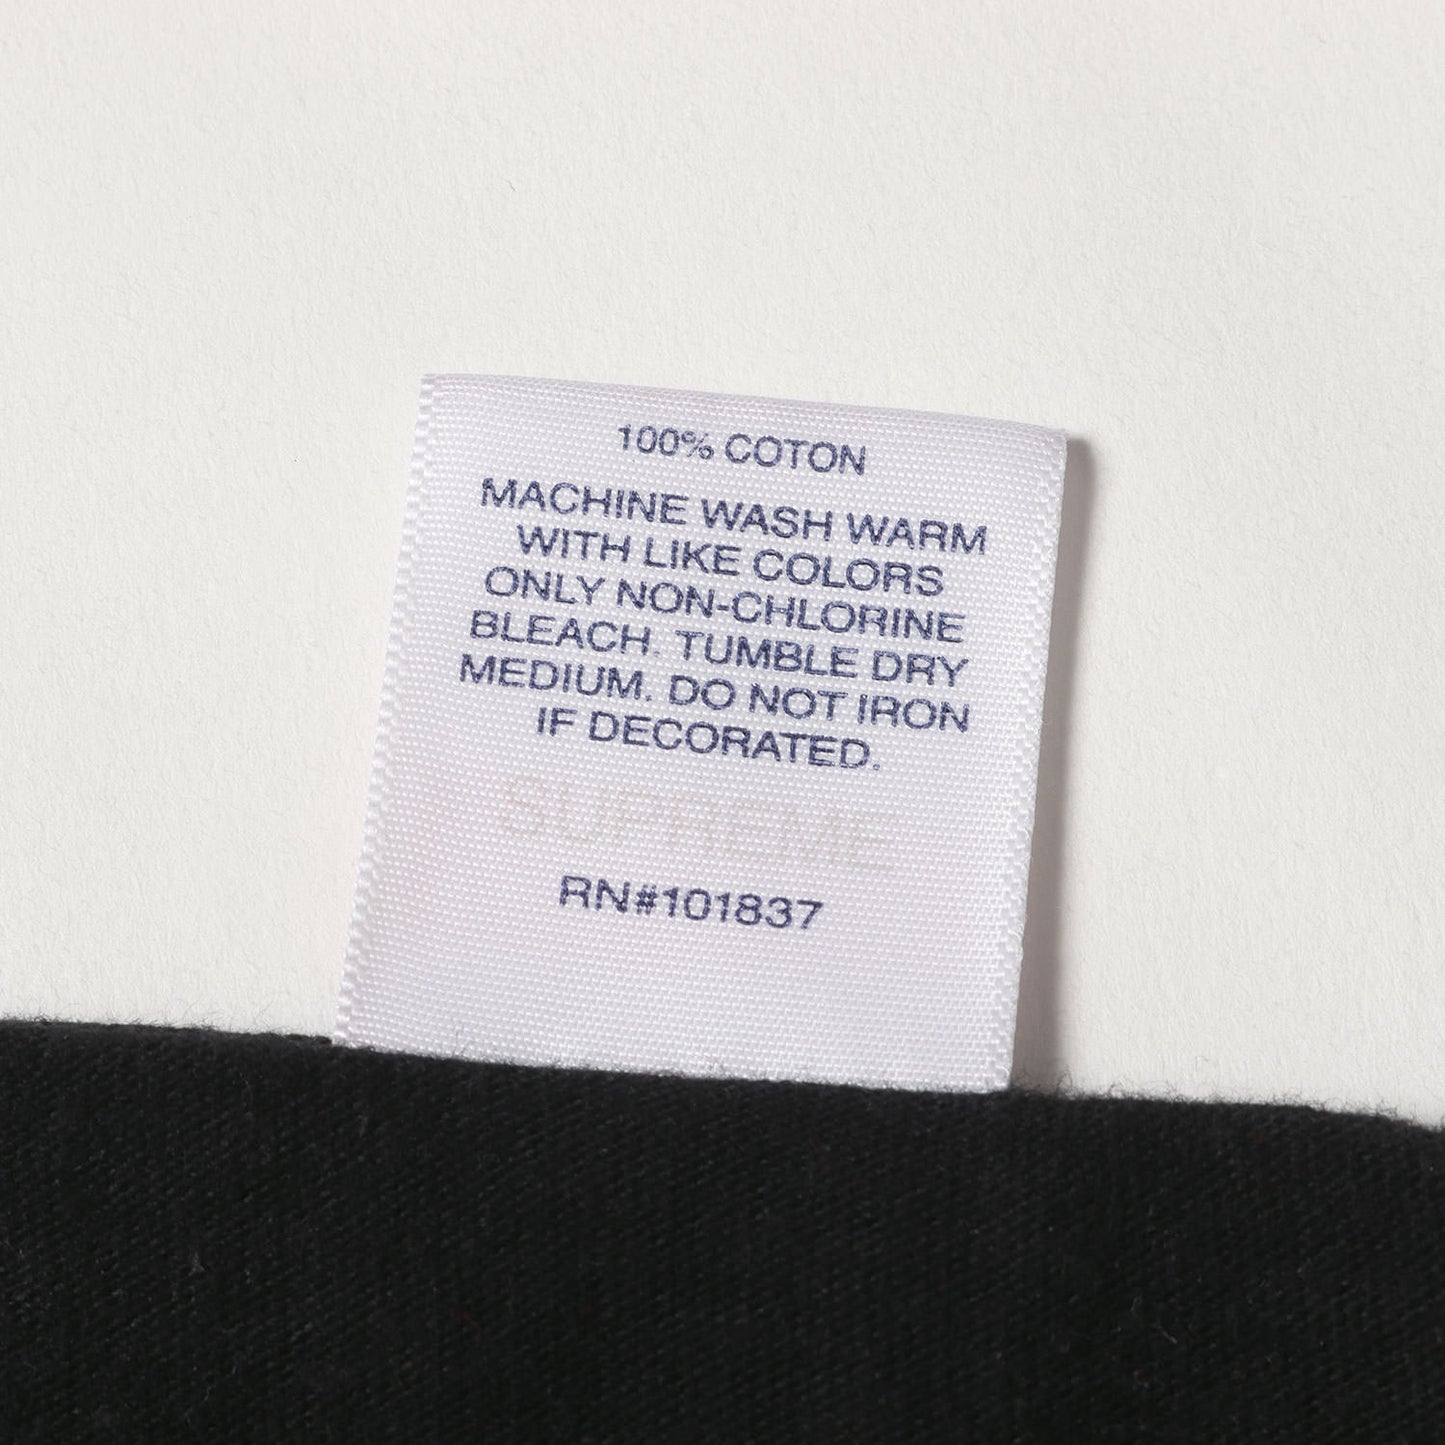 100% COTON
MACHINE WASH WARM
WITH LIKE COLORS
ONLY NON-CHLORINE
BLEACH. TUMBLE DRY
MEDIUM. DO NOT IRON
IF DECORATED.
SUPREME
RN#101837